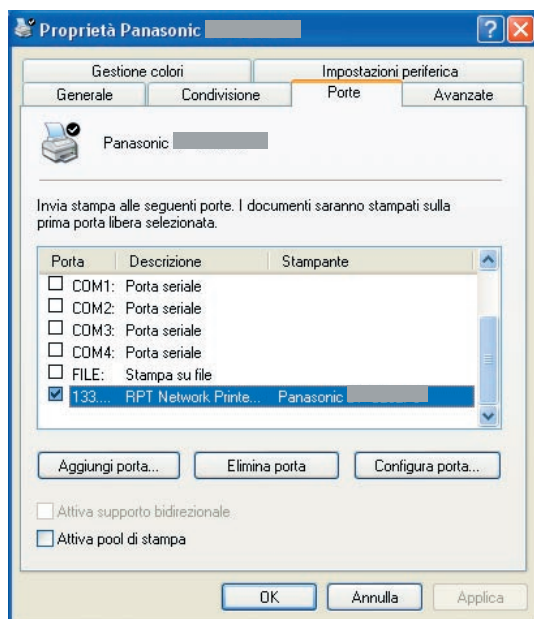 Proprietà Panasonic
?
Gestione colori Impostazioni periferica
Generale Condivisione Porte Avanzate
Panasonic
Invia stampa alle seguenti porte. I documenti saranno stampati sulla
prima porta libera selezionata.
Porta Descrizione Stampante
COM1: Porta seriale
COM2: Porta seriale
COM3: Porta seriale
COM4: Porta seriale
FILE: Stampa su file
133.... RPT Network Printe... Panasonic
Aggiungi porta... Elimina porta Configura porta...
Attiva supporto bidirezionale
Attiva pool di stampa
OK Annulla Applica